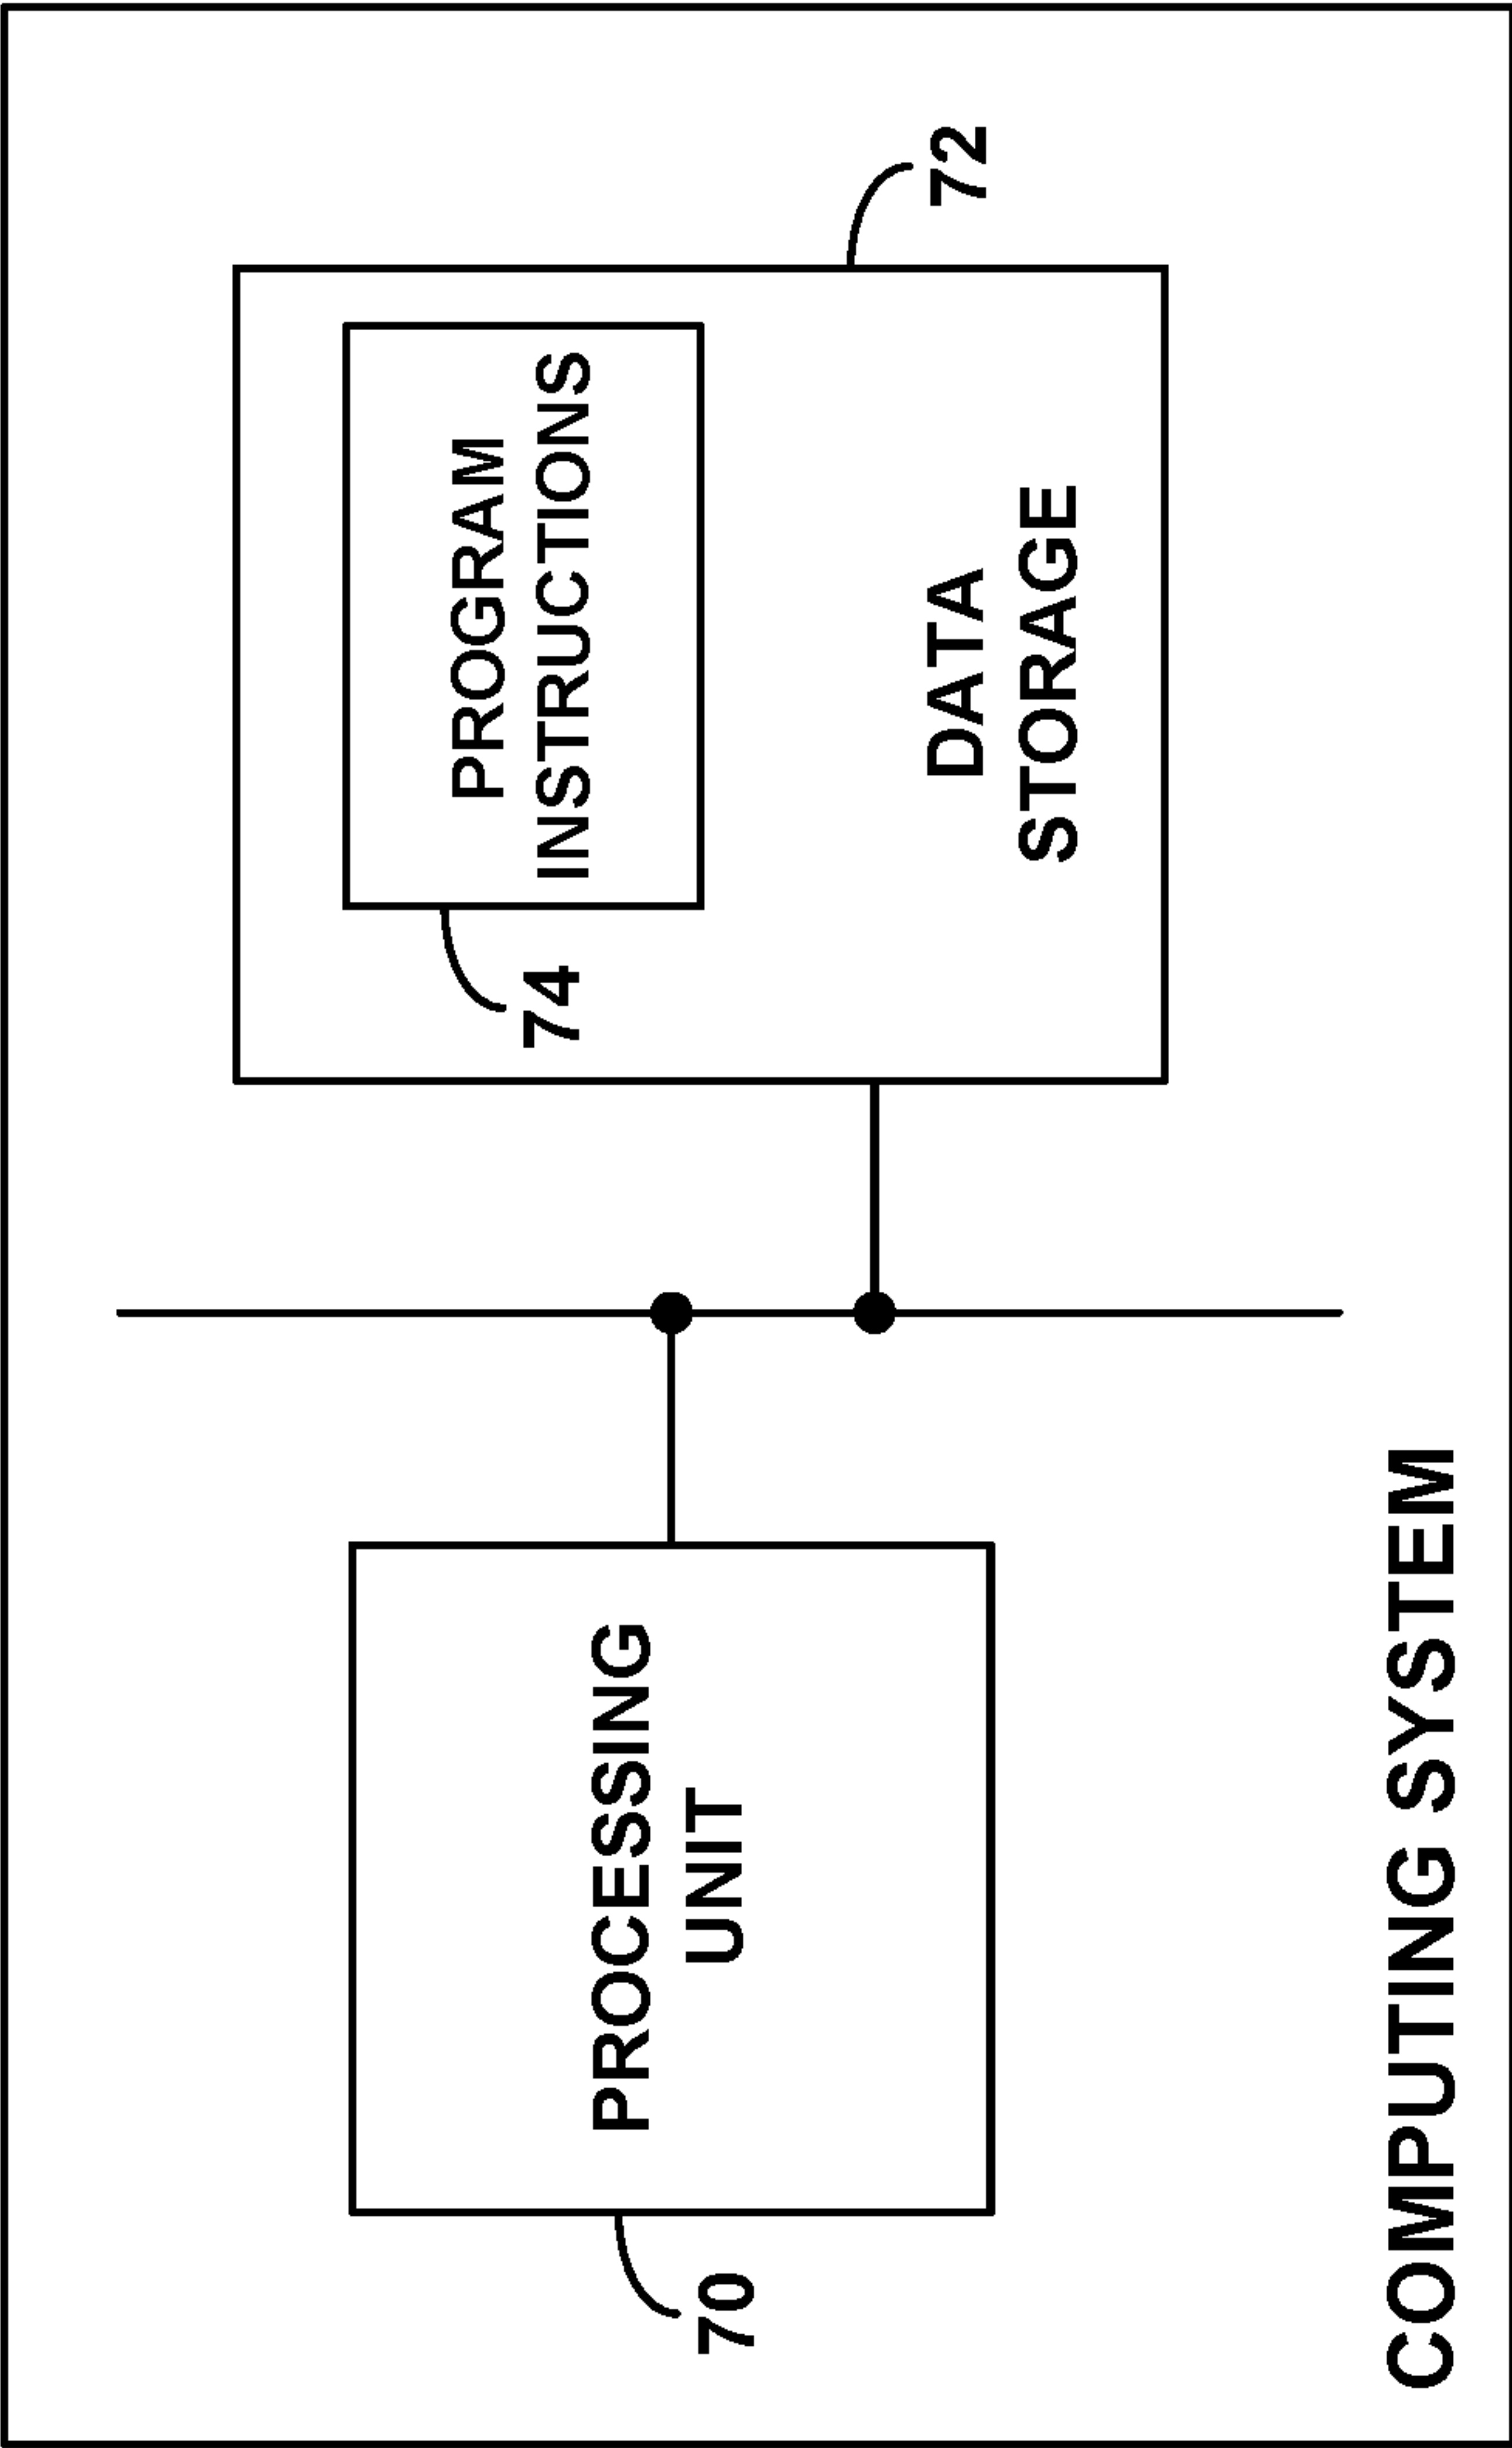 PROCESSING
UNIT
70
PROGRAM
INSTRUCTIONS
74
DATA
STORAGE
72
COMPUTING SYSTEM